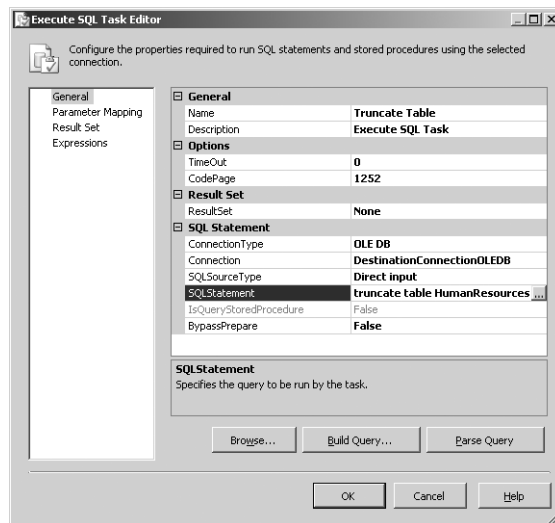 Execute SQL Task Editor
Configure the properties required to run SQL statements and stored procedures using the selected
connection.
General
Parameter Mapping
Result Set
Expressions
General
Name Truncate Table
Description Execute SQL Task
Options
TimeOut 0
CodePage 1252
Result Set
ResultSet None
SQL Statement
ConnectionType OLE DB
Connection DestinationConnectionOLEDB
SQLSourceType Direct input
SQLStatement truncate table HumanResources ...
IsQueryStoredProcedure False
BypassPrepare False
SQLStatement
Specifies the query to be run by the task.
Browse... Build Query... Parse Query
OK Cancel Help